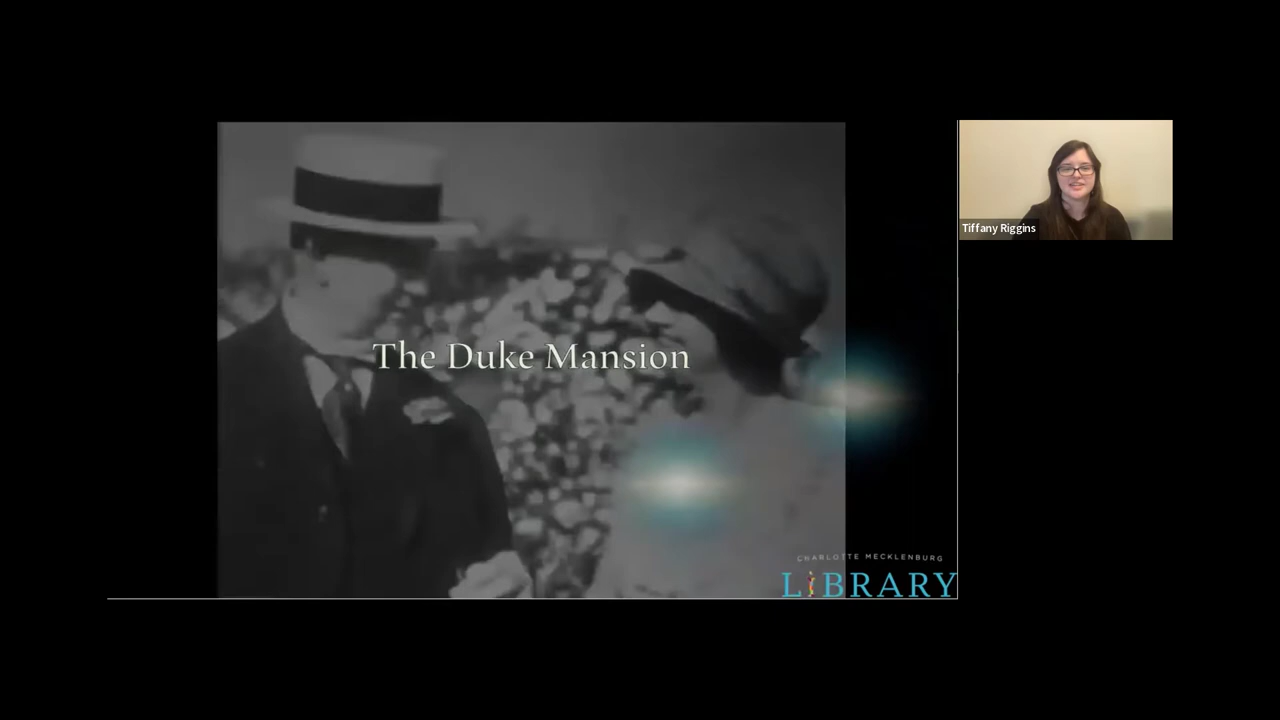 The Duke Mansion
Tiffany Riggins
CHARLOTTE MECKLENBURG
LiBRARY